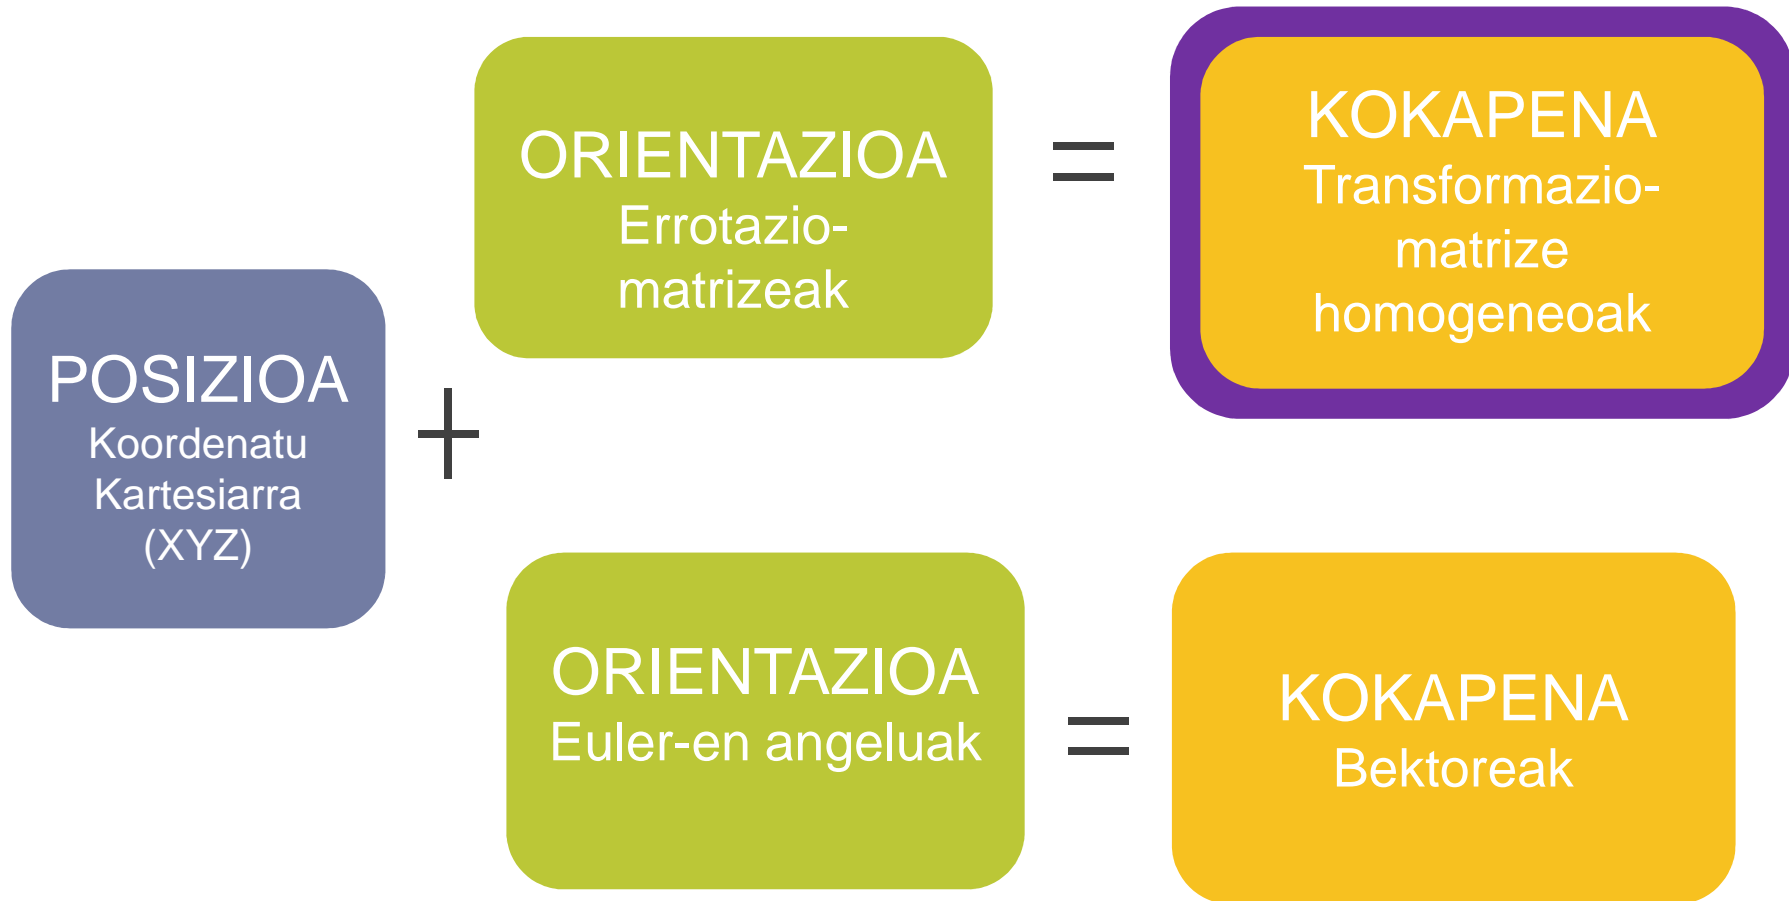 POSIZIOA
Koordenatu
Kartesiarra
(XYZ)
+
ORIENTAZIOA
Errotazio-
matrizeak
=
KOKAPENA
Transformazio-
matrize
homogeneoak
ORIENTAZIOA
Euler-en angeluak
=
KOKAPENA
Bektoreak